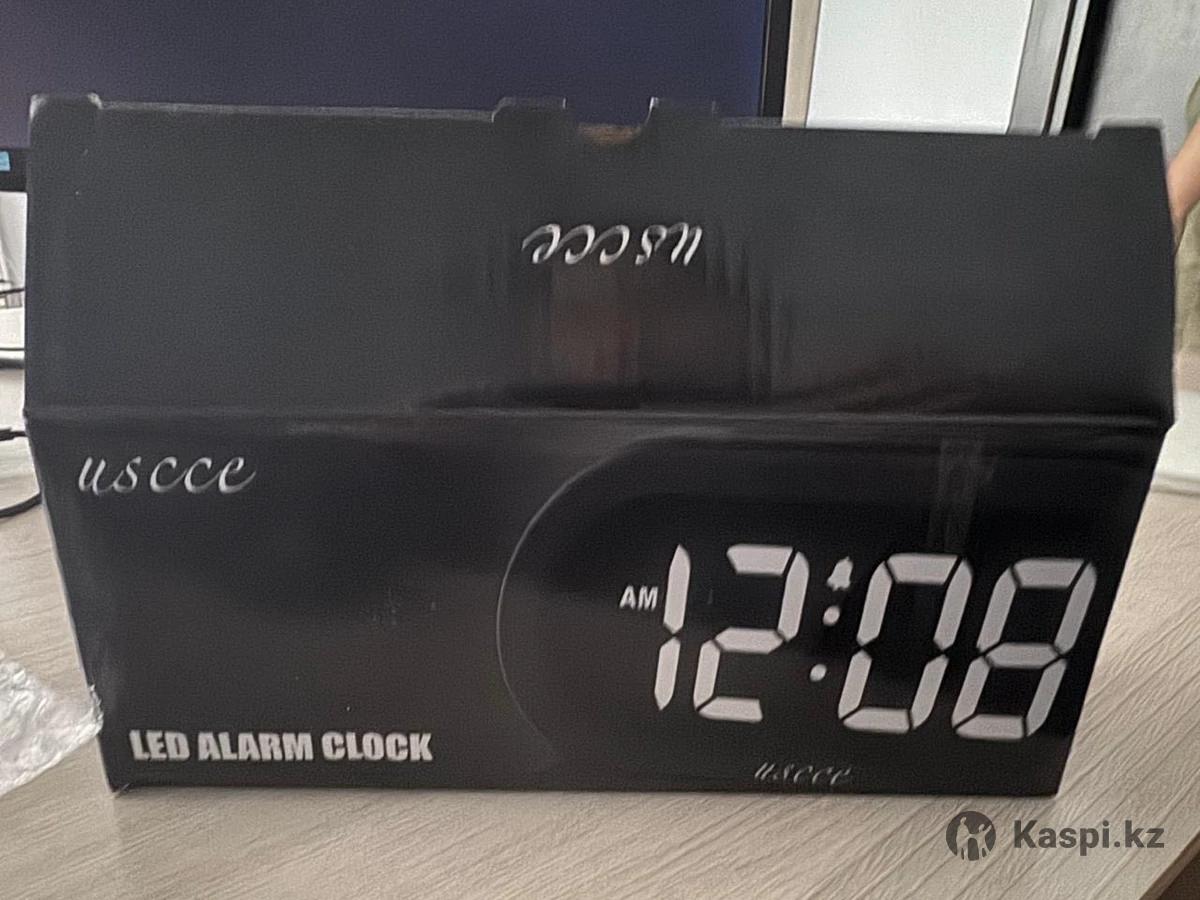 uscce
uscce
AM 12:08
LED ALARM CLOCK
uscce
Kaspi.kz